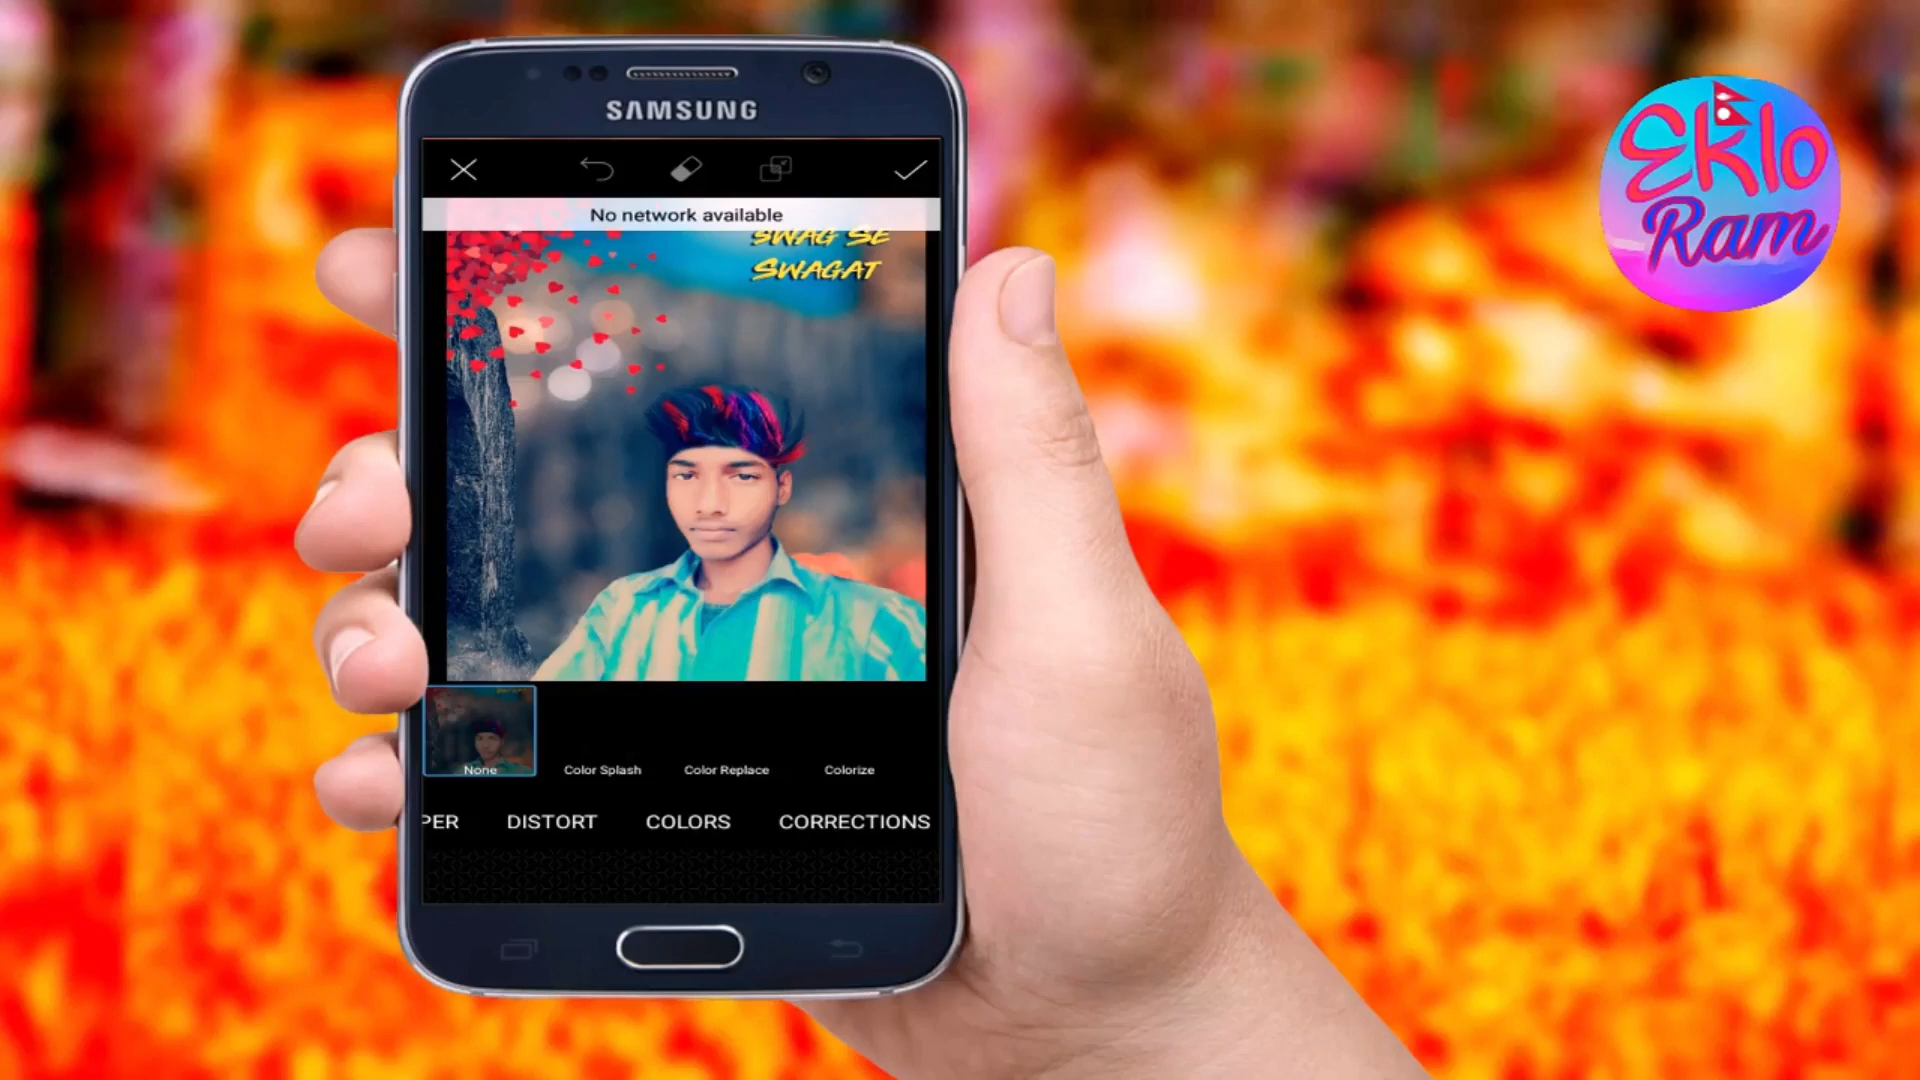 SAMSUNG
No network available
SWAG SE
SWAGAT
None
Color Splash
Color Replace
Colorize
PER
DISTORT
COLORS
CORRECTIONS
Eklo
Ram